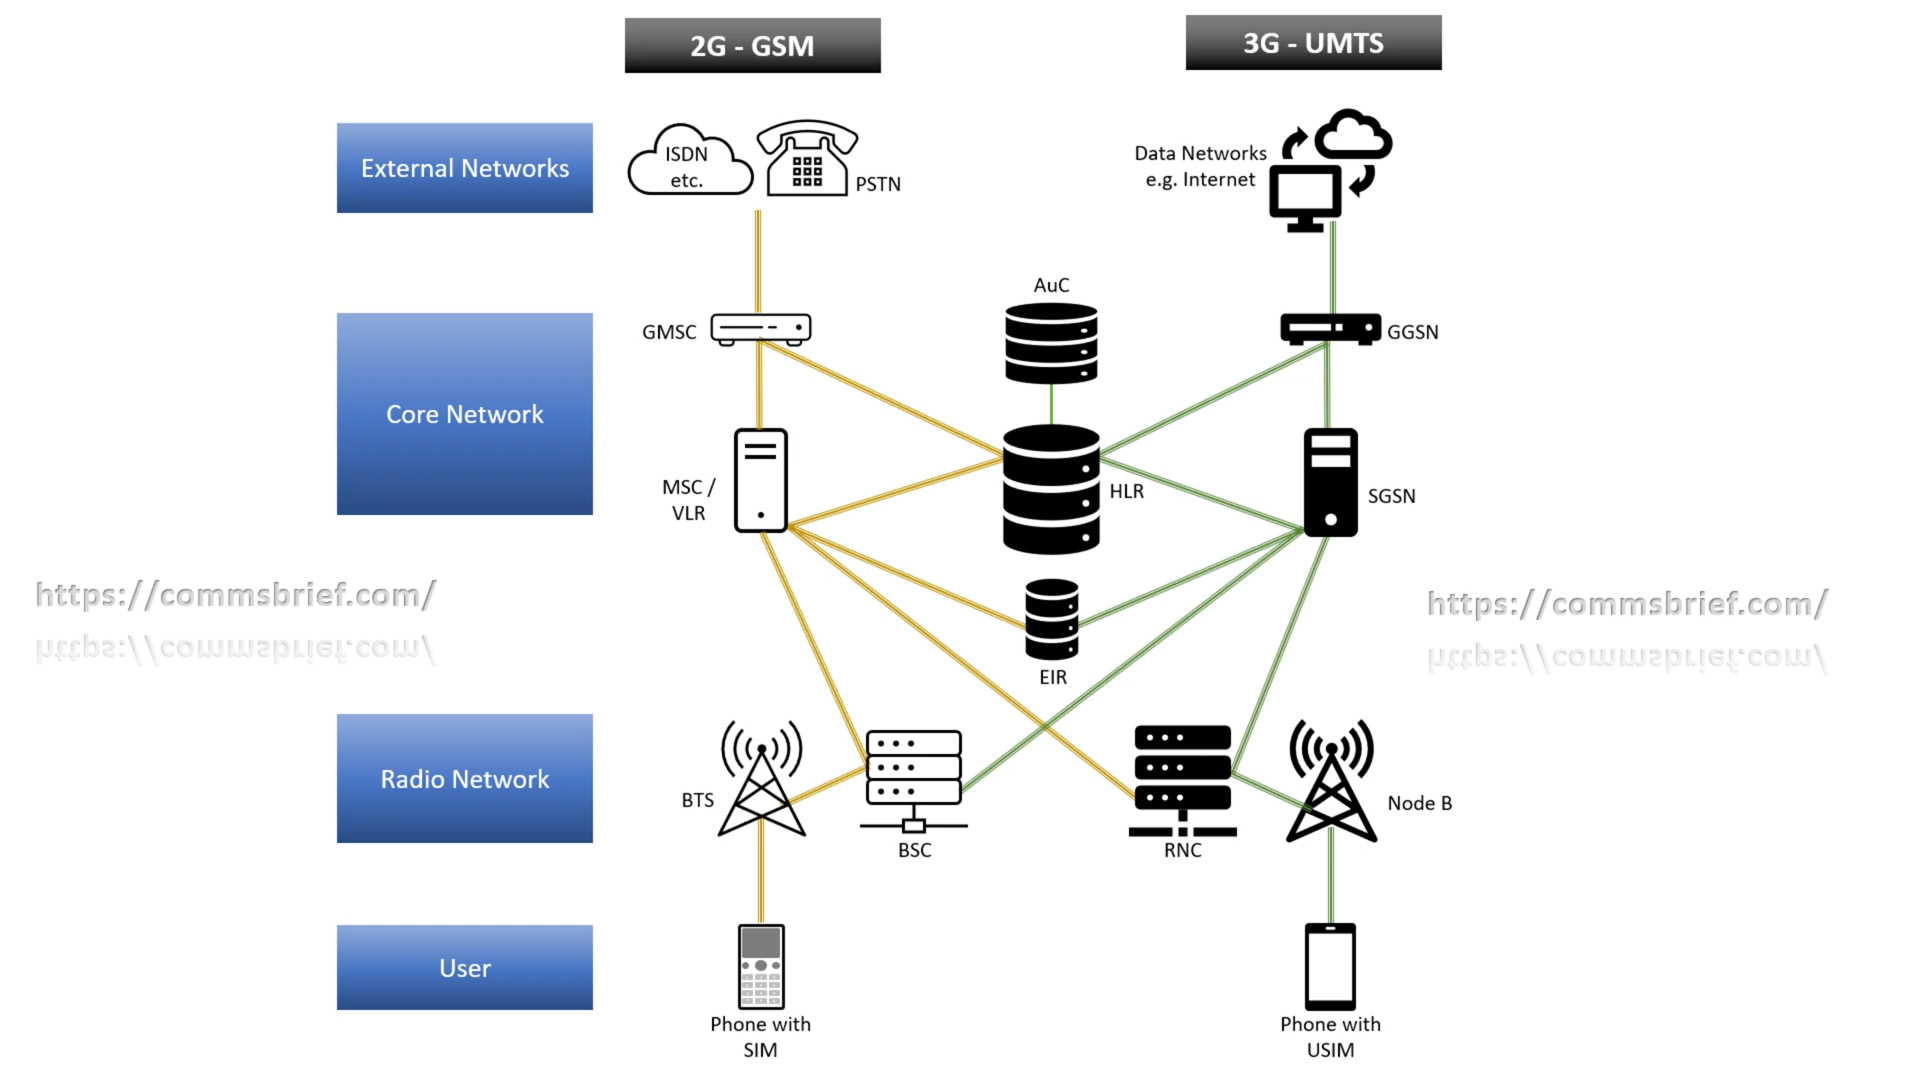 2G - GSM
3G - UMTS
External Networks
ISDN
etc.
PSTN
Data Networks
e.g. Internet
AuC
GMSC
GGSN
Core Network
MSC /
VLR
HLR
SGSN
https://commsbrief.com/
https://commsbrief.com/
EIR
Radio Network
BTS
BSC
RNC
Node B
User
Phone with
SIM
Phone with
USIM